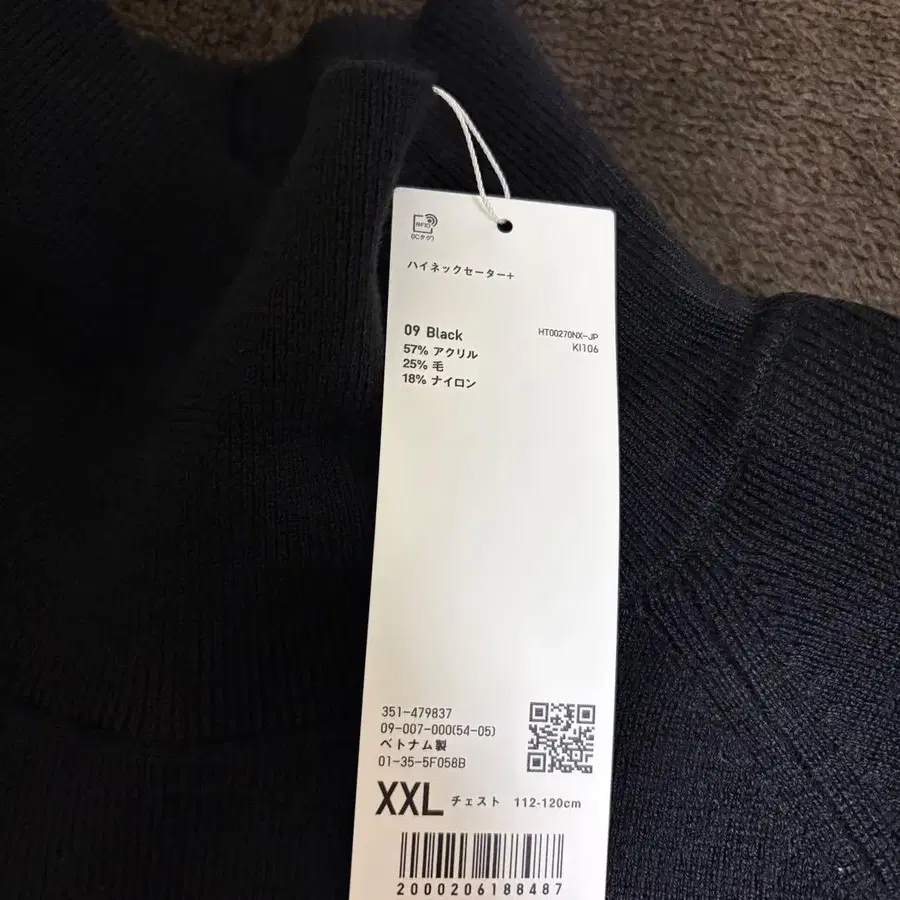 RFID
(ICタグ)
ハイネックセーター+
09 Black
HT00270NX-JP
57% アクリル
KI106
25% 毛
18% ナイロン
351-479837
09-007-000(54-05)
ベトナム製
01-35-5F058B
XXL チェスト 112-120cm
2000206188487